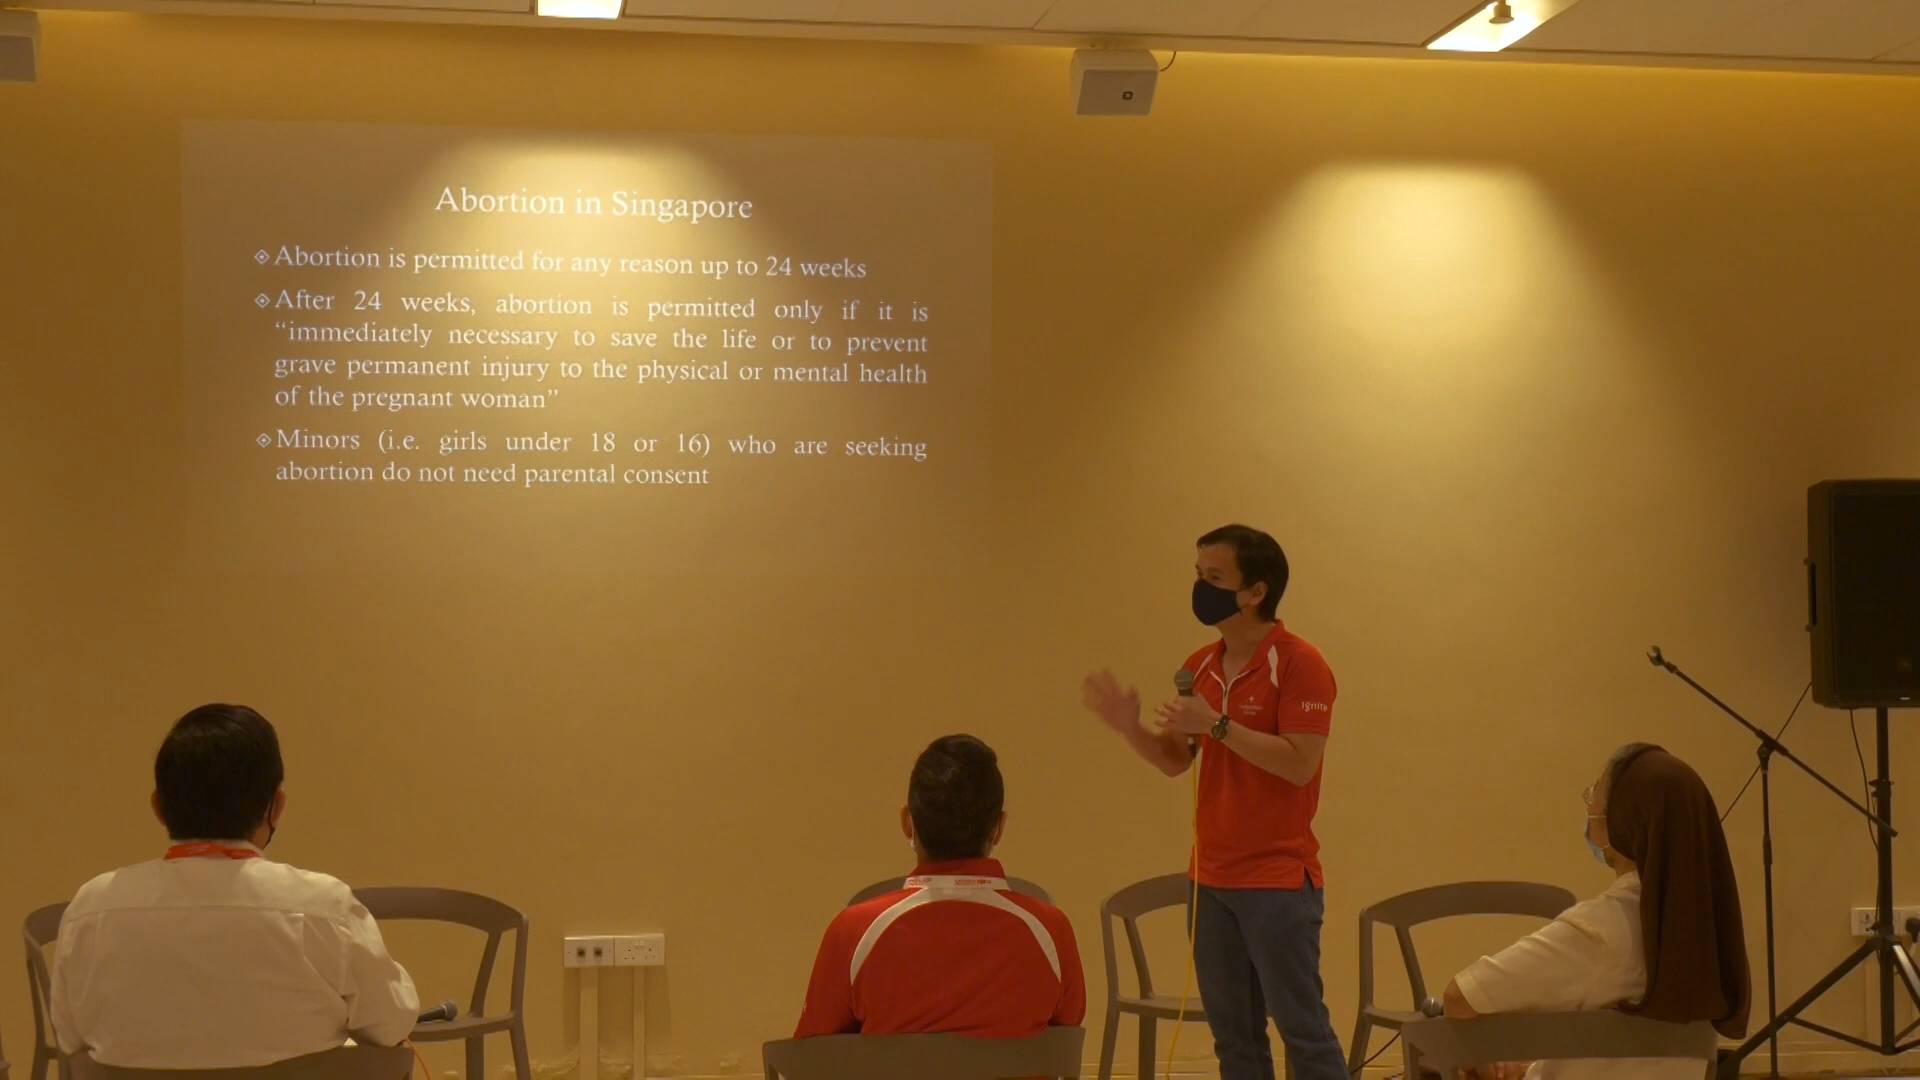 Abortion in Singapore
Abortion is permitted for any reason up to 24 weeks
After 24 weeks, abortion is permitted only if it is
“immediately necessary to save the life or to prevent
grave permanent injury to the physical or mental health
of the pregnant woman”
Minors (i.e. girls under 18 or 16) who are seeking
abortion do not need parental consent
Ignite